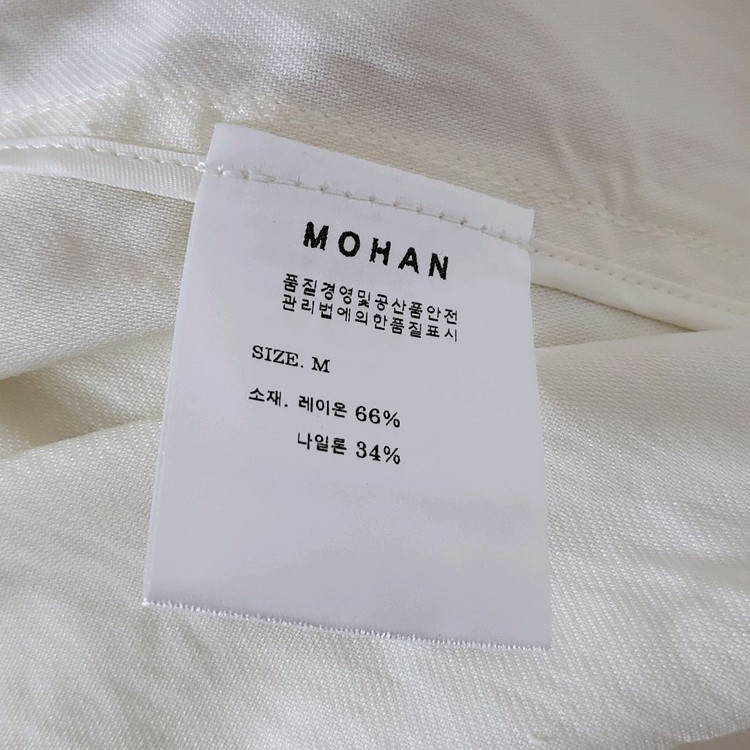 MOHAN
품질경영및공산품안전
관리법에의한품질표시
SIZE. M
소재. 레이온 66%
나일론 34%